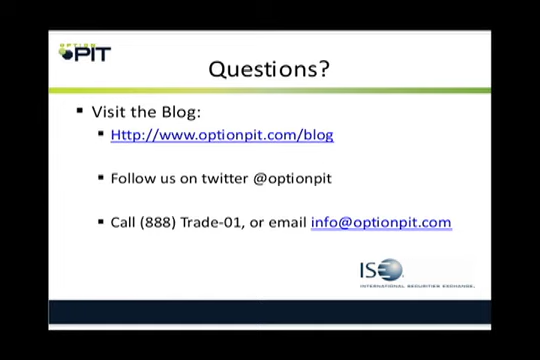 OPTION
PIT
Questions?
Visit the Blog:
Http://www.optionpit.com/blog
Follow us on twitter @optionpit
Call (888) Trade-01, or email info@optionpit.com
ISE
INTERNATIONAL SECURITIES EXCHANGE.